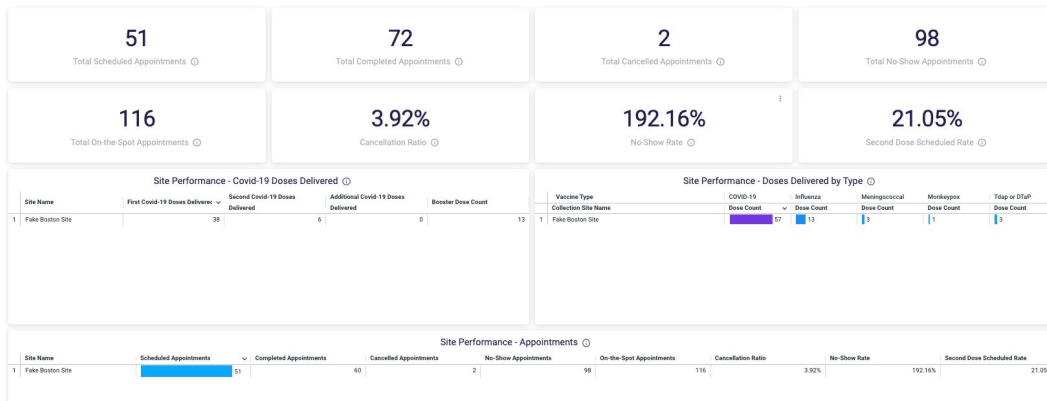 51
Total Scheduled Appointments
72
Total Completed Appointments
2
Total Cancelled Appointments
98
Total No-Show Appointments
116
Total On-the-Spot Appointments
3.92%
Cancellation Ratio
192.16%
No-Show Rate
21.05%
Second Dose Scheduled Rate
Site Performance - Covid-19 Doses Delivered
Site Name First Covid-19 Doses Deliverec Second Covid-19 Doses Delivered Additional Covid-19 Doses Delivered Booster Dose Count
1 Fake Boston Site 38 6 0 13
Site Performance - Doses Delivered by Type
Vaccine Type COVID-19 Influenza Meningococcal Monkeypox Tdap or DTaP
Collection Site Name Dose Count Dose Count Dose Count Dose Count Dose Count
1 Fake Boston Site 57 13 3 1 3
Site Performance - Appointments
Site Name Scheduled Appointments Completed Appointments Cancelled Appointments No-Show Appointments On-the-Spot Appointments Cancellation Ratio No-Show Rate Second Dose Scheduled Rate
1 Fake Boston Site 51 60 2 98 116 3.92% 192.16% 21.05